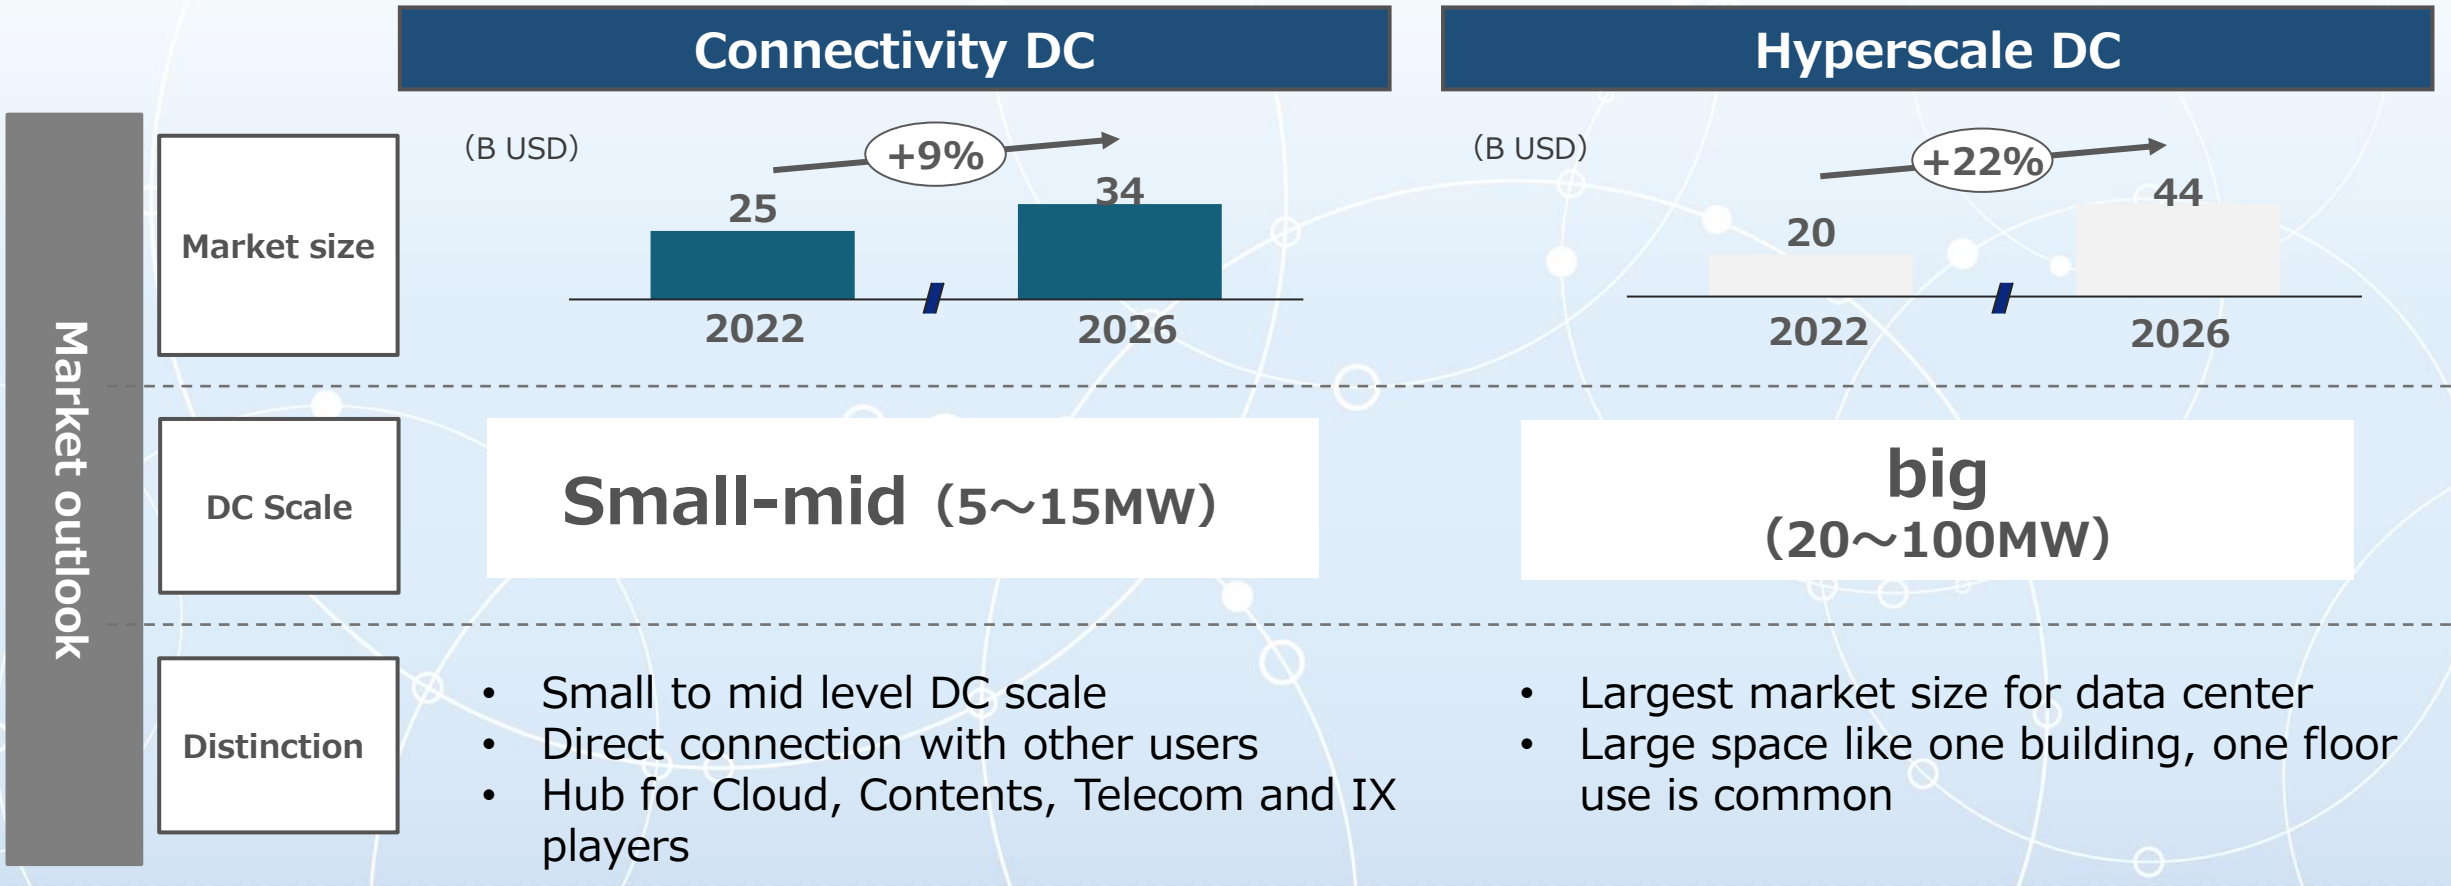 Connectivity DC
Hyperscale DC
Market outlook
Market size
（B USD）
+9%
25
34
2022
2026
（B USD）
+22%
20
44
2022
2026
DC Scale
Small-mid（5～15MW）
big
（20～100MW）
Distinction
• Small to mid level DC scale
• Direct connection with other users
• Hub for Cloud, Contents, Telecom and IX
players
• Largest market size for data center
• Large space like one building, one floor
use is common